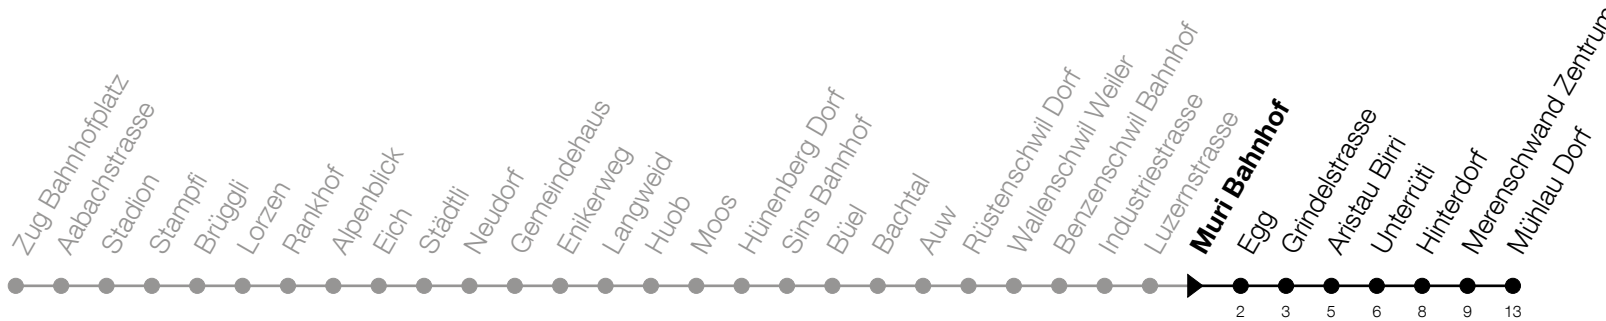 Zug Bahnhofplatz
Aabachstrasse
Stadion
Stampfi
Brüggli
Lorzen
Rankhof
Alpenblick
Eich
Städtli
Neudorf
Gemeindehaus
Enikerweg
Langweid
Huob
Moos
Hünenberg Dorf
Sins Bahnhof
Büel
Bachtal
Auw
Rüstenschwil Dorf
Wallenschwil Weiler
Benzenschwil Bahnhof
Industriestrasse
Luzernstrasse
Muri Bahnhof
Egg
Grindelstrasse
Aristau Birri
Unterrüti
Hinterdorf
Merenschwand Zentrum
Mühlau Dorf
2 3 5 6 8 9 13